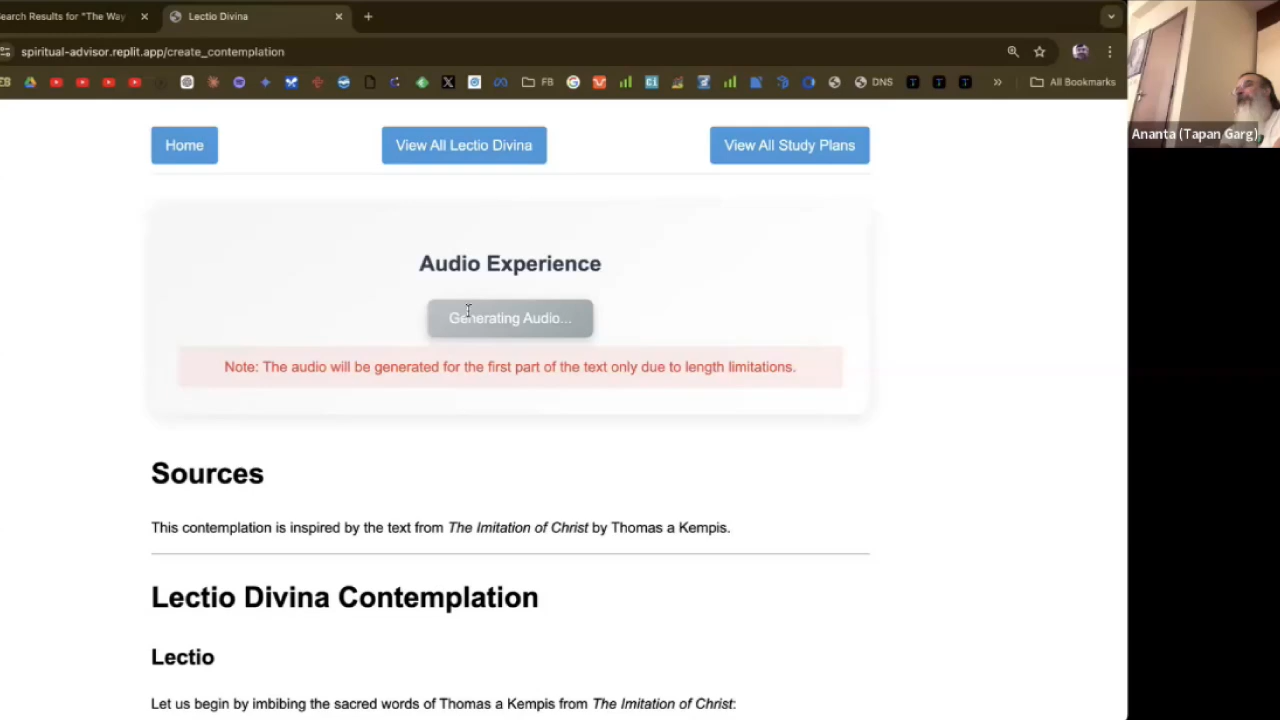 earch Results for "The Way
Lectio Divina
spiritual-advisor.replit.app/create_contemplation
FB
DNS
All Bookmarks
Home
View All Lectio Divina
View All Study Plans
Audio Experience
Generating Audio...
Note: The audio will be generated for the first part of the text only due to length limitations.
Sources
This contemplation is inspired by the text from The Imitation of Christ by Thomas a Kempis.
Lectio Divina Contemplation
Lectio
Let us begin by imbibing the sacred words of Thomas a Kempis from The Imitation of Christ:
Ananta (Tapan Garg)